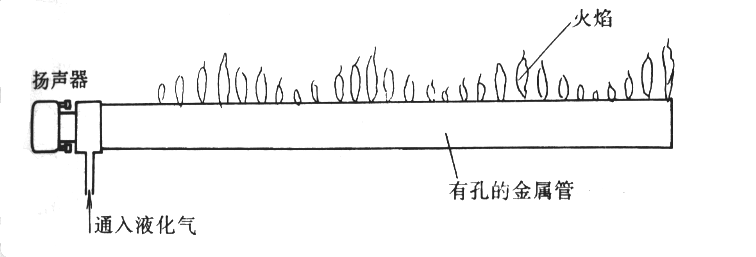 火焰
扬声器
有孔的金属管
通入液化气